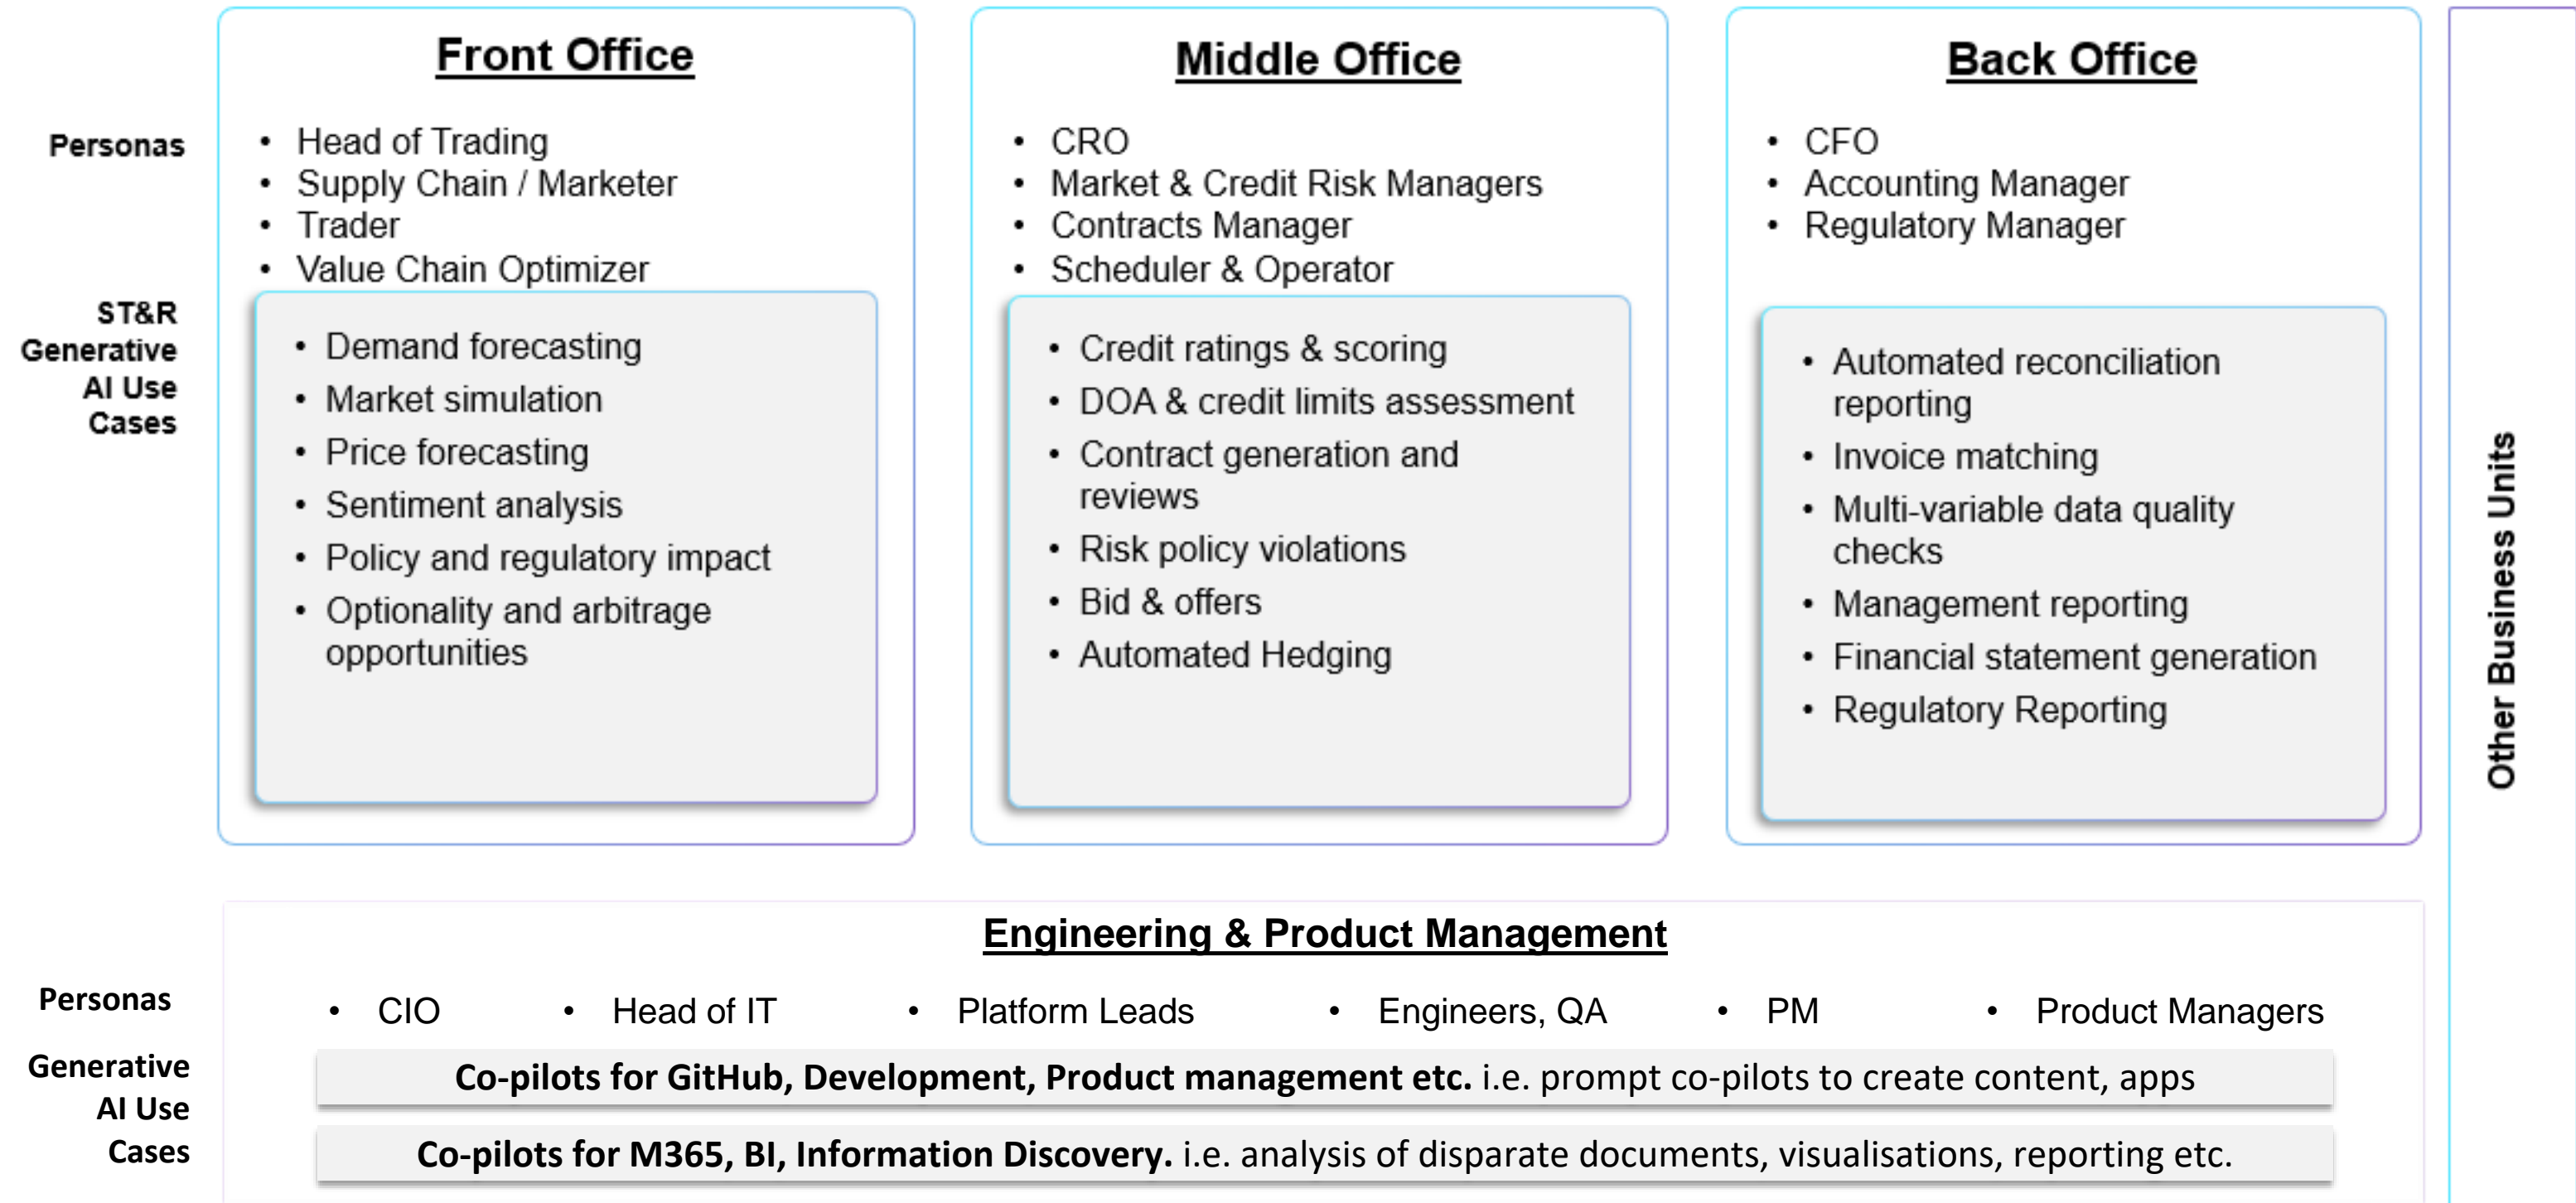 Front Office
Personas
• Head of Trading
• Supply Chain / Marketer
• Trader
• Value Chain Optimizer
ST&R
Generative
AI Use
Cases
• Demand forecasting
• Market simulation
• Price forecasting
• Sentiment analysis
• Policy and regulatory impact
• Optionality and arbitrage
opportunities
Middle Office
• CRO
• Market & Credit Risk Managers
• Contracts Manager
• Scheduler & Operator
• Credit ratings & scoring
• DOA & credit limits assessment
• Contract generation and
reviews
• Risk policy violations
• Bid & offers
• Automated Hedging
Back Office
• CFO
• Accounting Manager
• Regulatory Manager
• Automated reconciliation
reporting
• Invoice matching
• Multi-variable data quality
checks
• Management reporting
• Financial statement generation
• Regulatory Reporting
Other Business Units
Engineering & Product Management
Personas
• CIO • Head of IT • Platform Leads • Engineers, QA • PM • Product Managers
Generative
AI Use
Cases
Co-pilots for GitHub, Development, Product management etc. i.e. prompt co-pilots to create content, apps
Co-pilots for M365, BI, Information Discovery. i.e. analysis of disparate documents, visualisations, reporting etc.